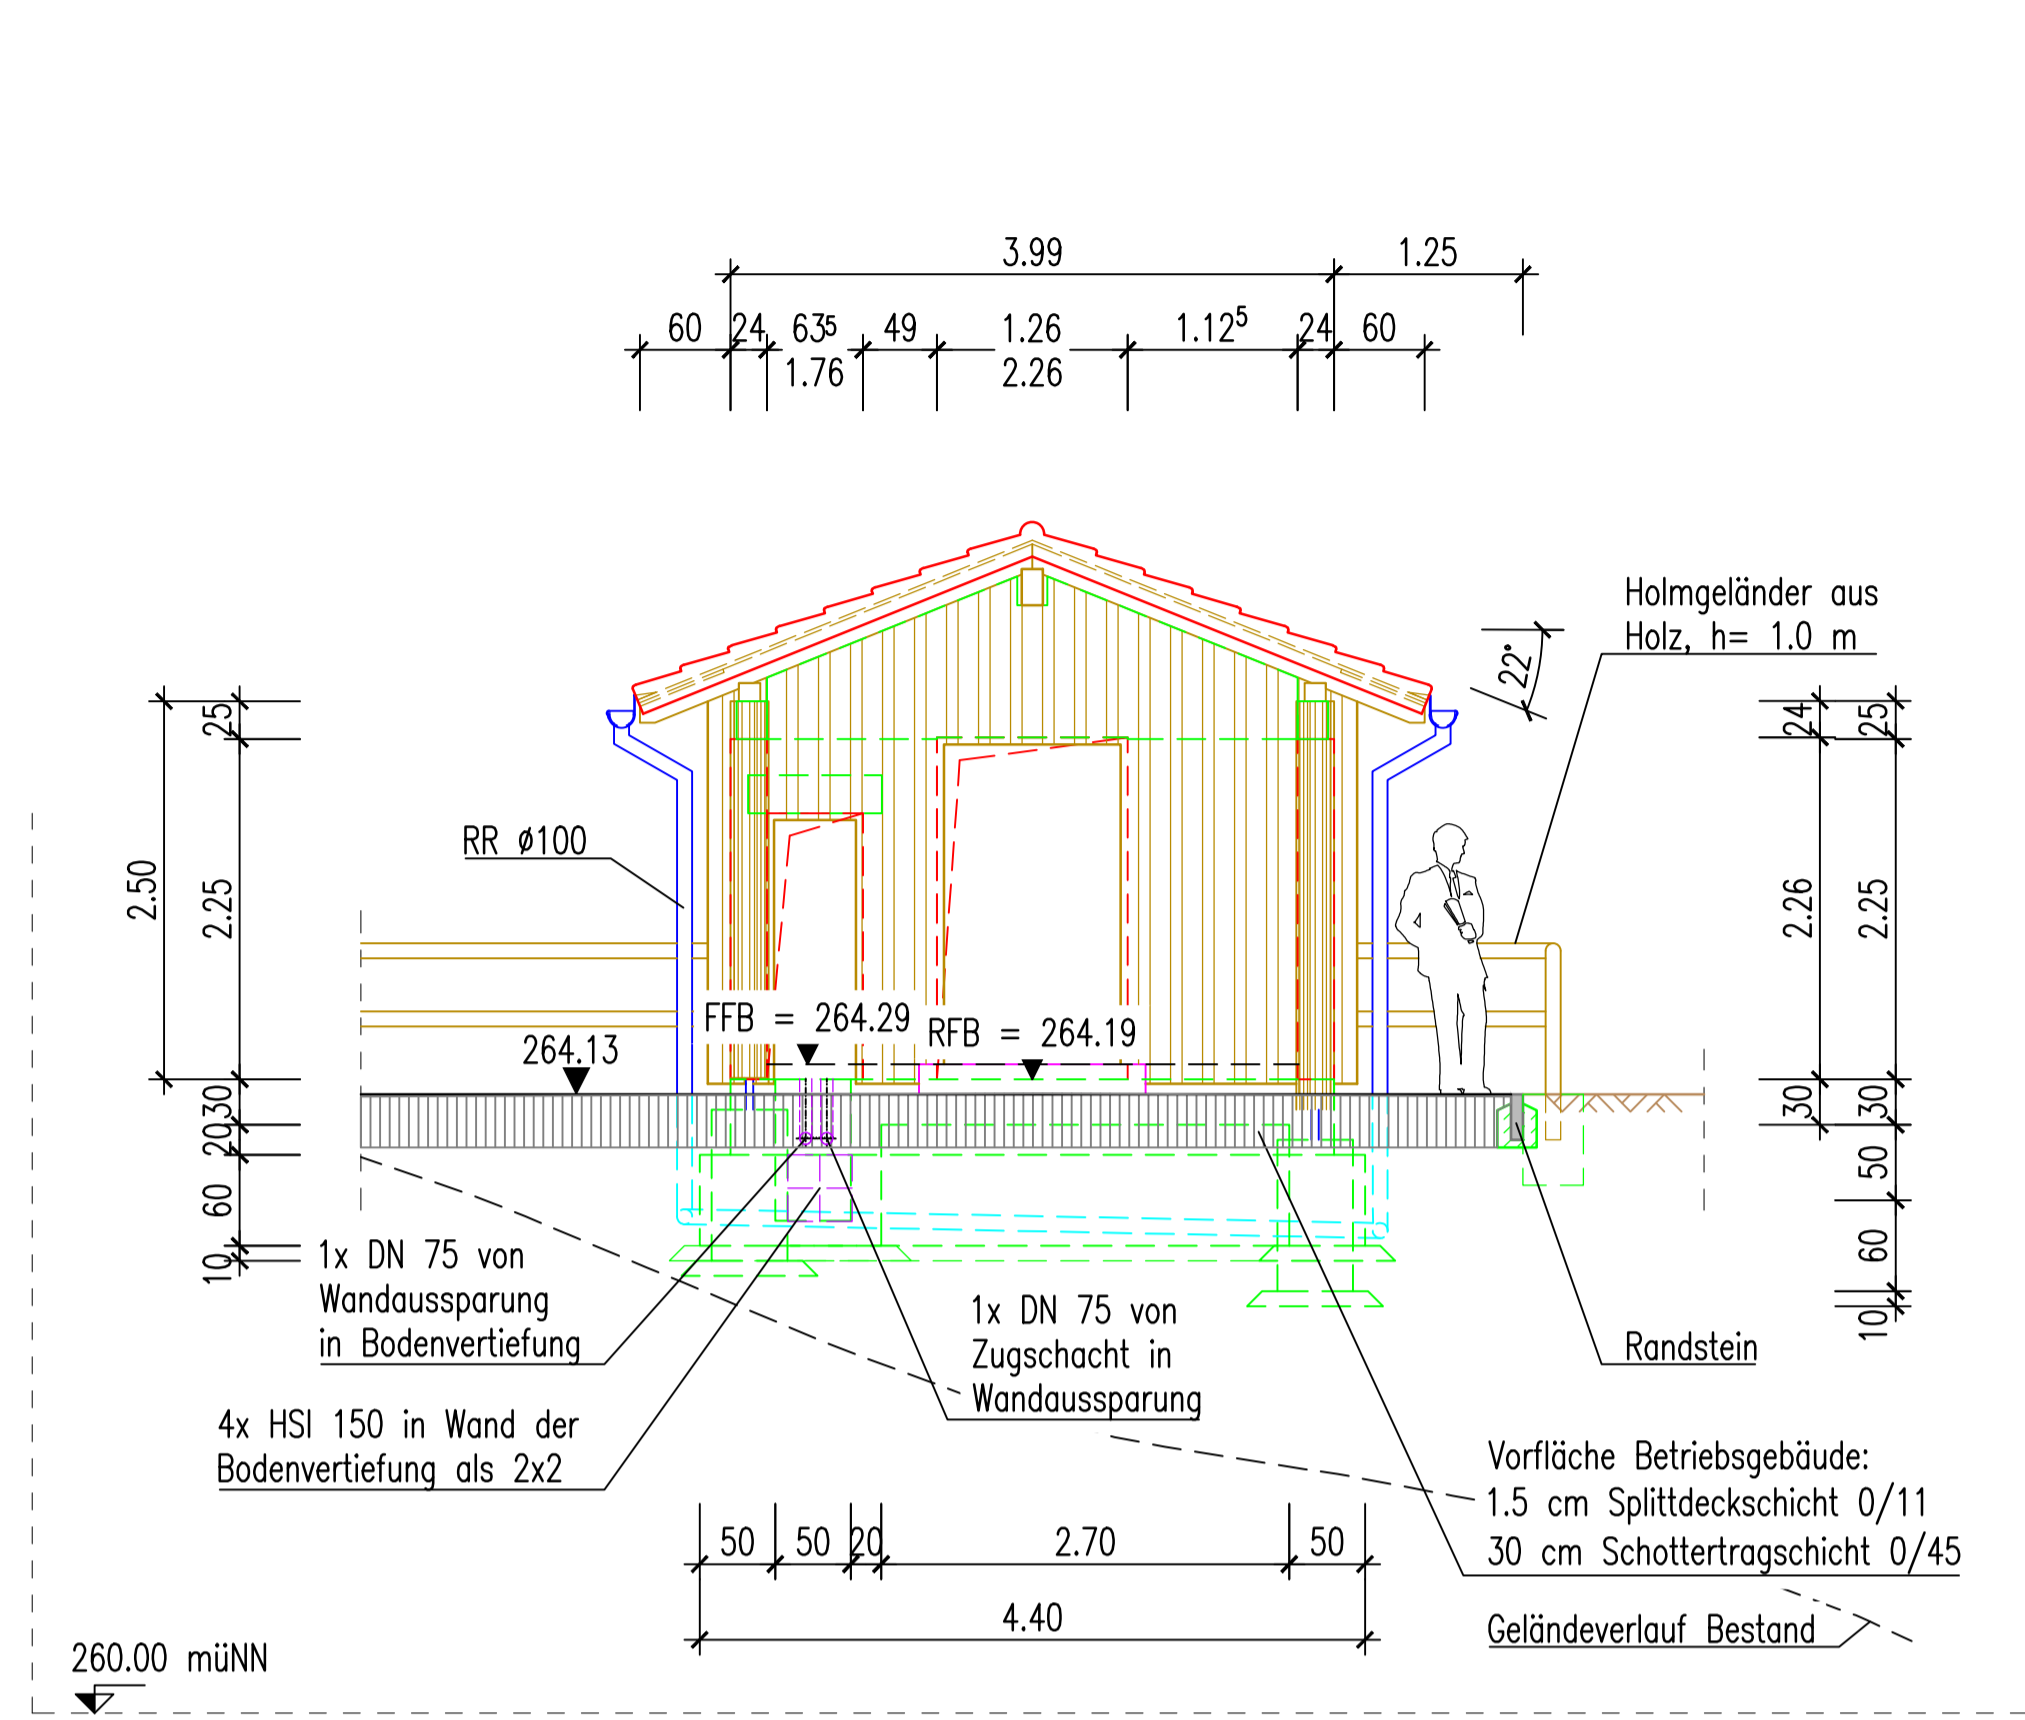 3.99
1.25
60
24
63⁵
49
1.26
1.12⁵
24
60
1.76
2.26
Holmgeländer aus
Holz, h= 1.0 m
22°
25
24
25
RR ø100
2.50
2.25
2.26
2.25
FFB = 264.29
RFB = 264.19
264.13
30
20
60
10
30
30
50
60
10
1x DN 75 von
Wandaussparung
in Bodenvertiefung
1x DN 75 von
Zugschacht in
Wandaussparung
Randstein
4x HSI 150 in Wand der
Bodenvertiefung als 2x2
Vorfläche Betriebsgebäude:
1.5 cm Splittdeckschicht 0/11
30 cm Schottertragschicht 0/45
50
50
20
2.70
50
4.40
Geländeverlauf Bestand
260.00 müNN